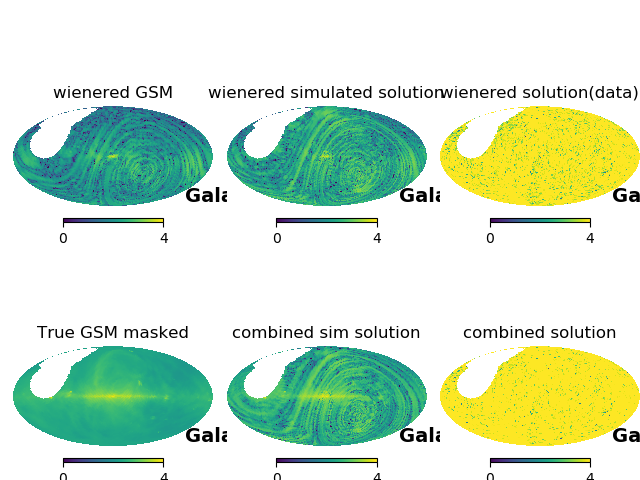 wienered GSM
wienered simulated solution
wienered solution(data)
Gala
Gala
Ga
0
4
0
4
0
4
True GSM masked
combined sim solution
combined solution
Gala
Gala
Ga
0
4
0
4
0
4